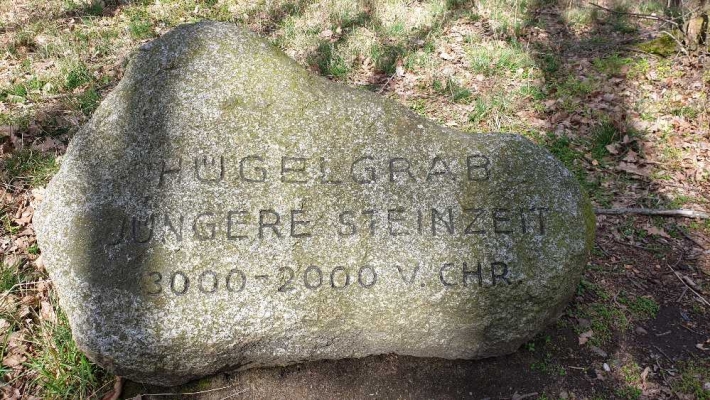 HÜGELGRAB
JÜNGERE STEINZEIT
3000-2000 V. CHR.